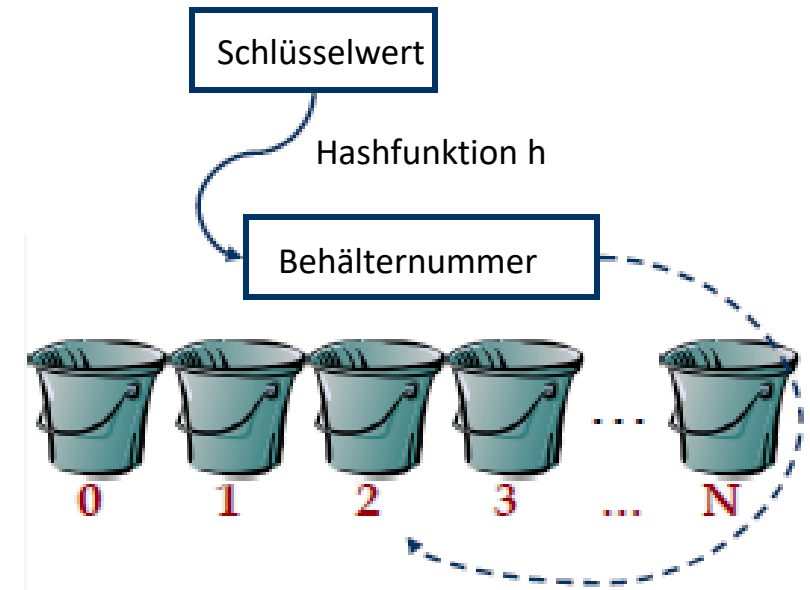 Schlüsselwert
Hashfunktion h
Behälternummer
...
0 1 2 3 ... N